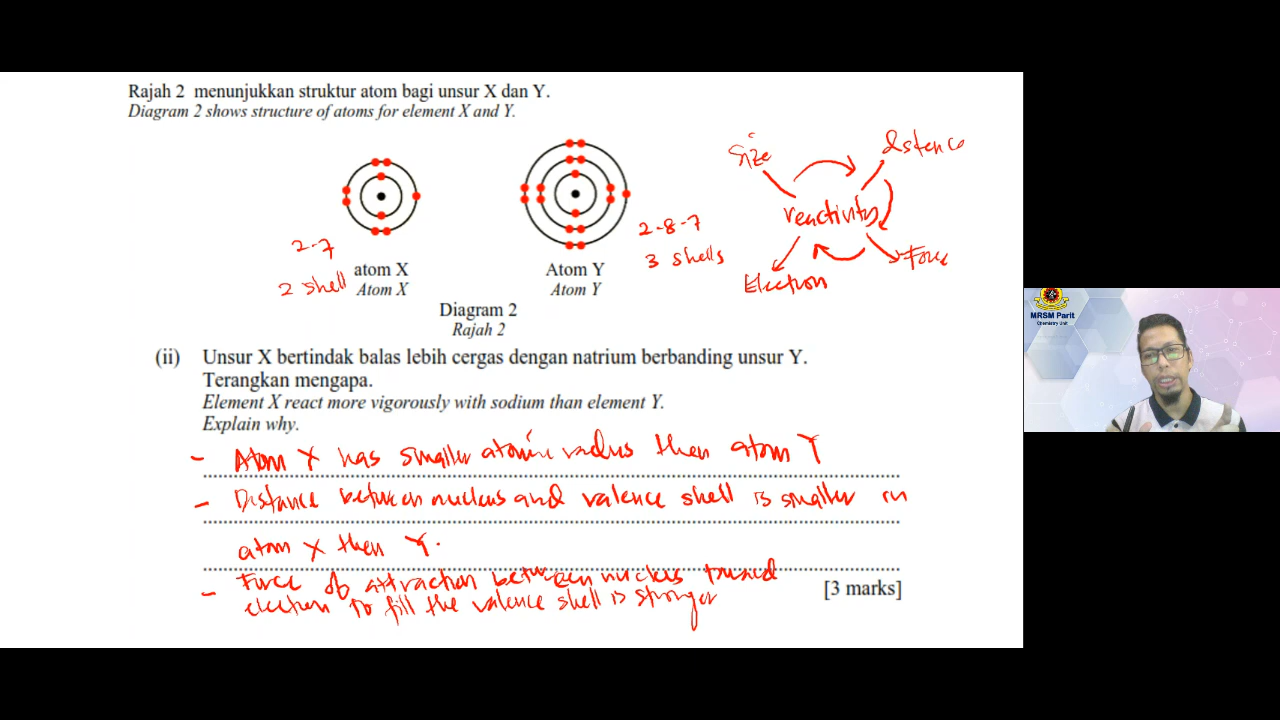 Rajah 2 menunjukkan struktur atom bagi unsur X dan Y.
Diagram 2 shows structure of atoms for element X and Y.
Size
distance
reactivity
Force
Electron
2-7
2 shell
2-8-7
3 shells
atom X
Atom X
Atom Y
Atom Y
Diagram 2
Rajah 2
(ii) Unsur X bertindak balas lebih cergas dengan natrium berbanding unsur Y.
Terangkan mengapa.
Element X react more vigorously with sodium than element Y.
Explain why.
- Atom X has smaller atomic radius then atom Y
- Distance between nucleus and valence shell is smaller in
atom X then Y.
- Force of attraction between nucleus toward
electron to fill the valence shell is stronger
[3 marks]
MRSM Parit
Chemistry Unit